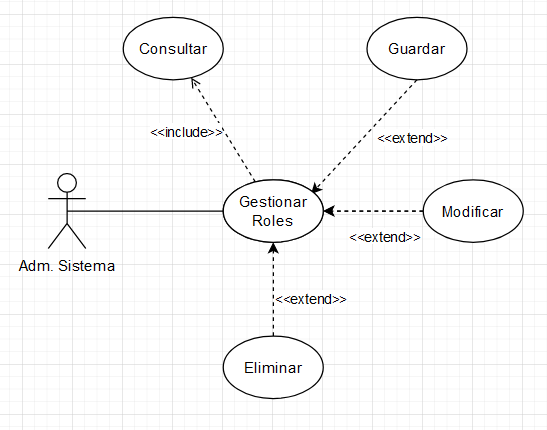 Consultar
Guardar
<<include>>
<<extend>>
Gestionar
Roles
Modificar
<<extend>>
Adm. Sistema
<<extend>>
Eliminar